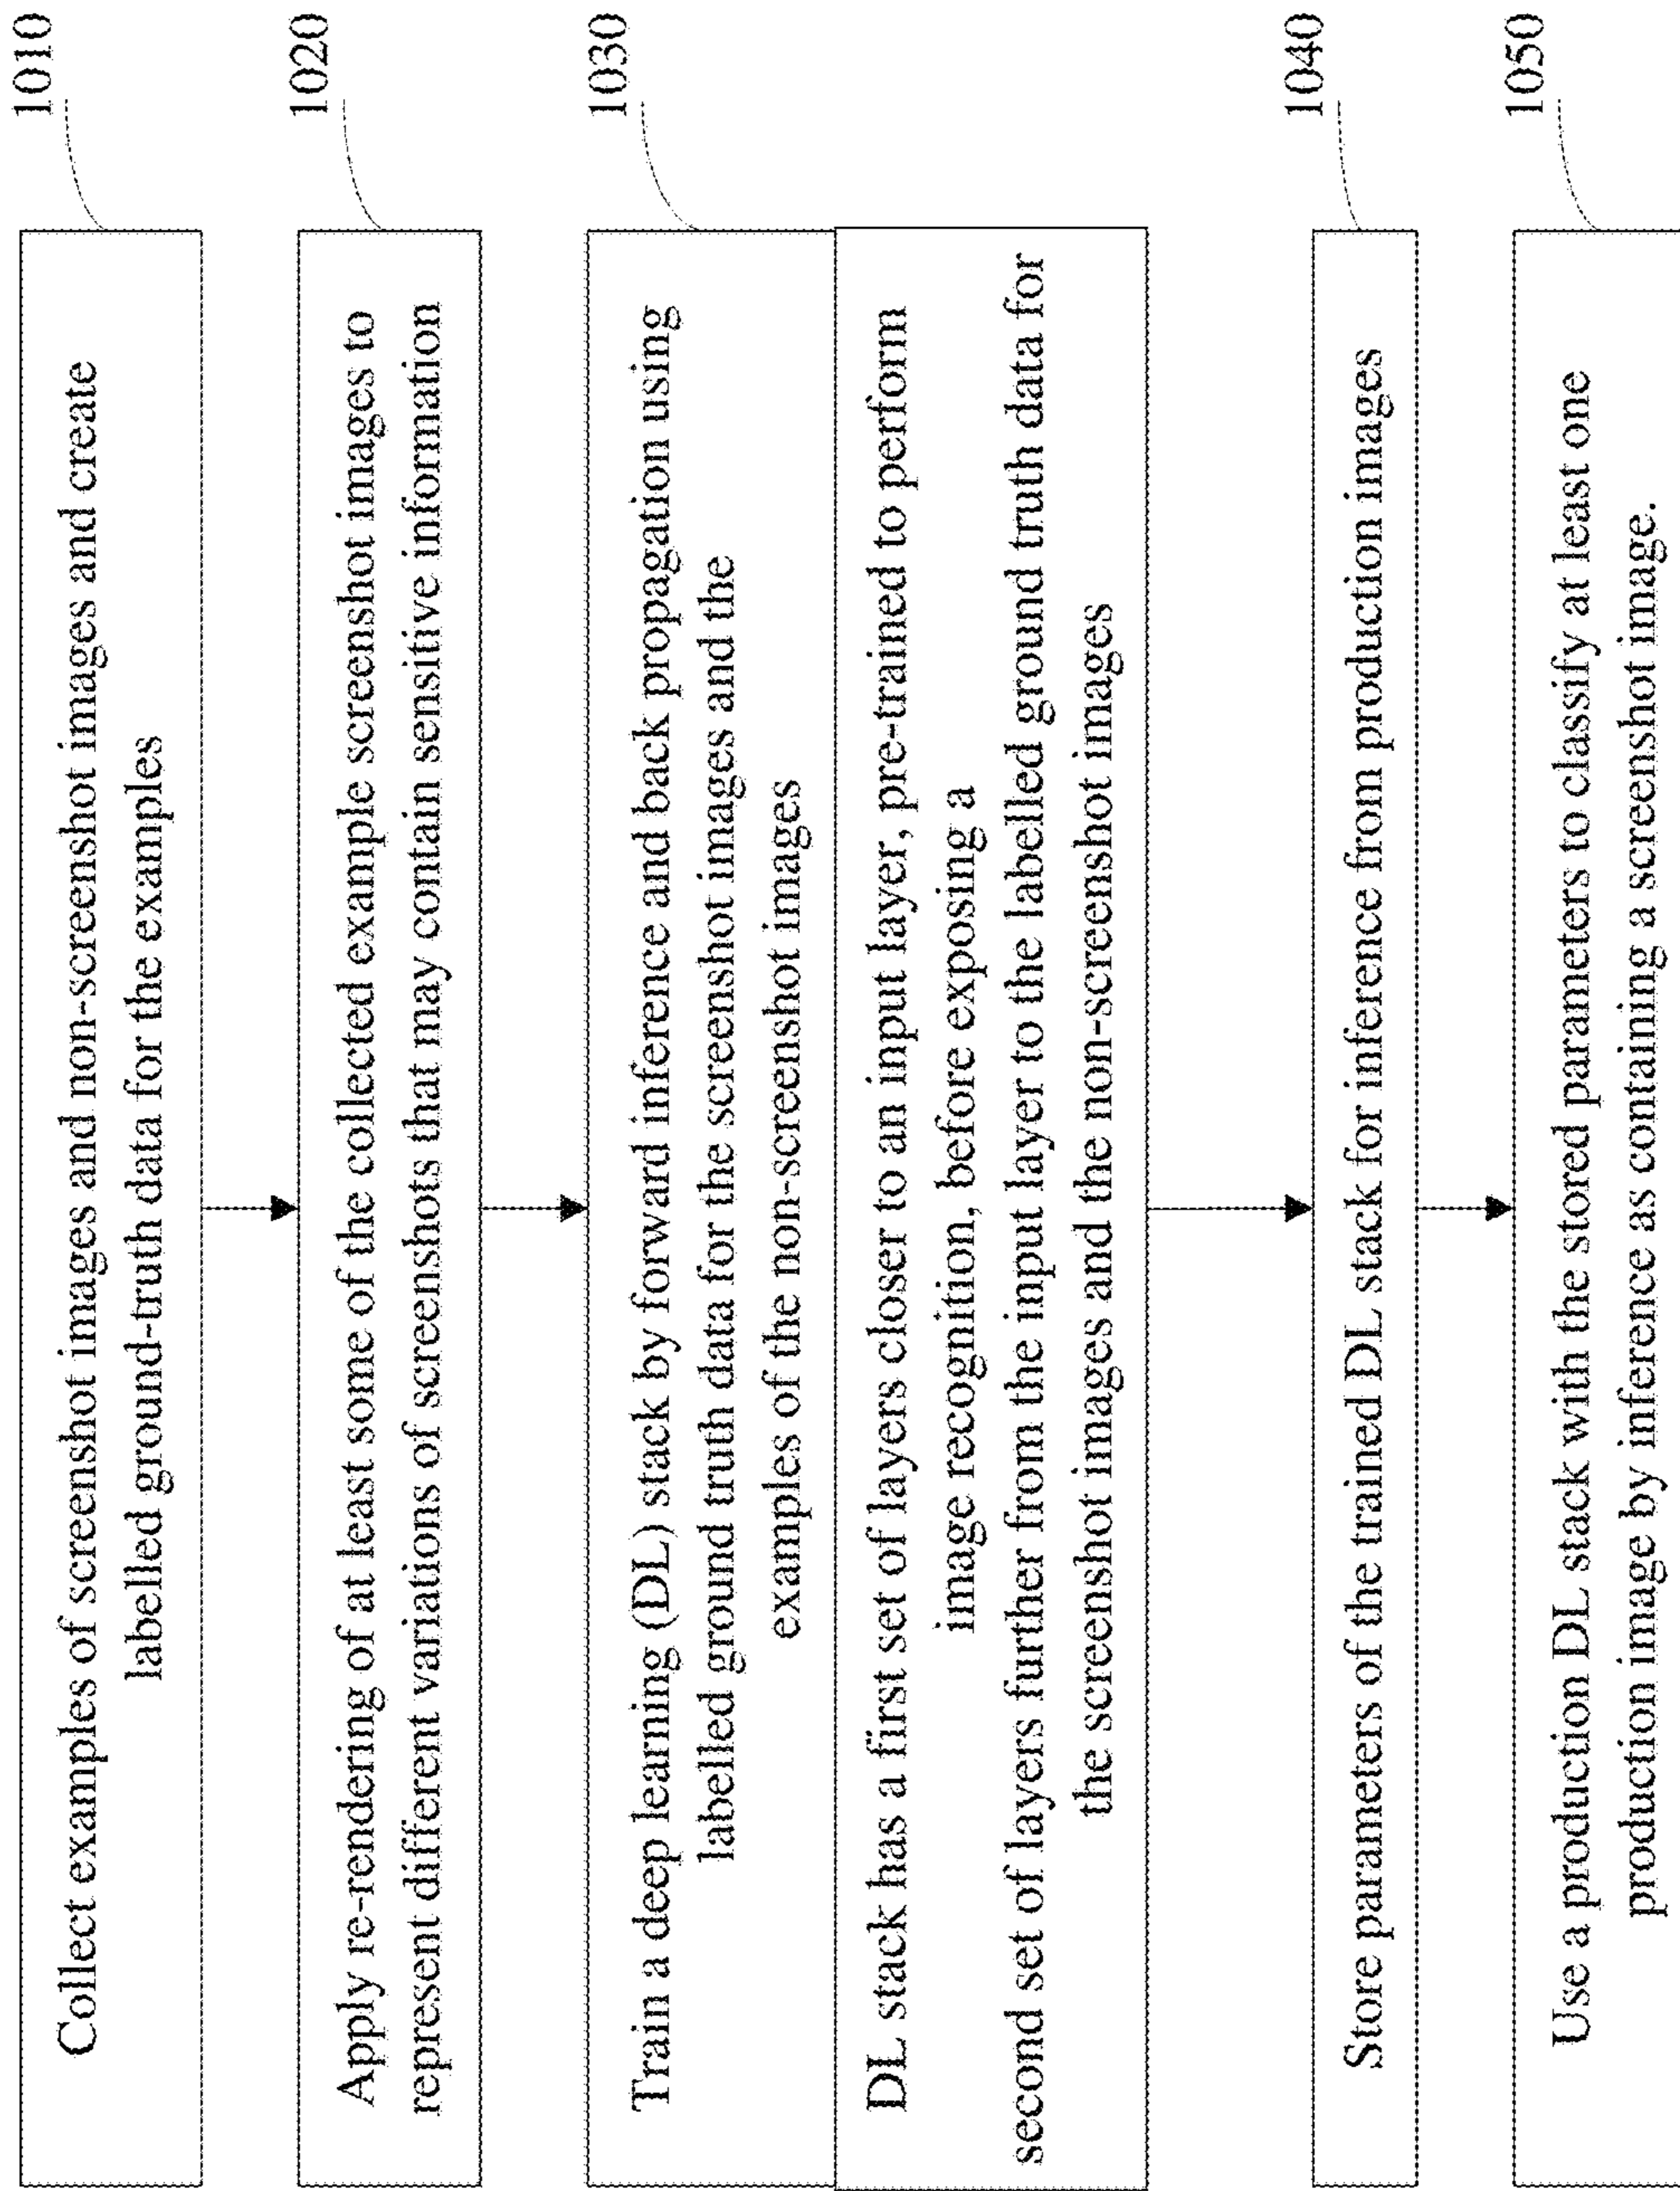 1010
Collect examples of screenshot images and non-screenshot images and create
labelled ground-truth data for the examples
1020
Apply re-rendering of at least some of the collected example screenshot images to
represent different variations of screenshots that may contain sensitive information
1030
Train a deep learning (DL) stack by forward inference and back propagation using
labelled ground truth data for the screenshot images and the
examples of the non-screenshot images
DL stack has a first set of layers closer to an input layer, pre-trained to perform
image recognition, before exposing a
second set of layers further from the input layer to the labelled ground truth data for
the screenshot images and the non-screenshot images
1040
Store parameters of the trained DL stack for inference from production images
1050
Use a production DL stack with the stored parameters to classify at least one
production image by inference as containing a screenshot image.